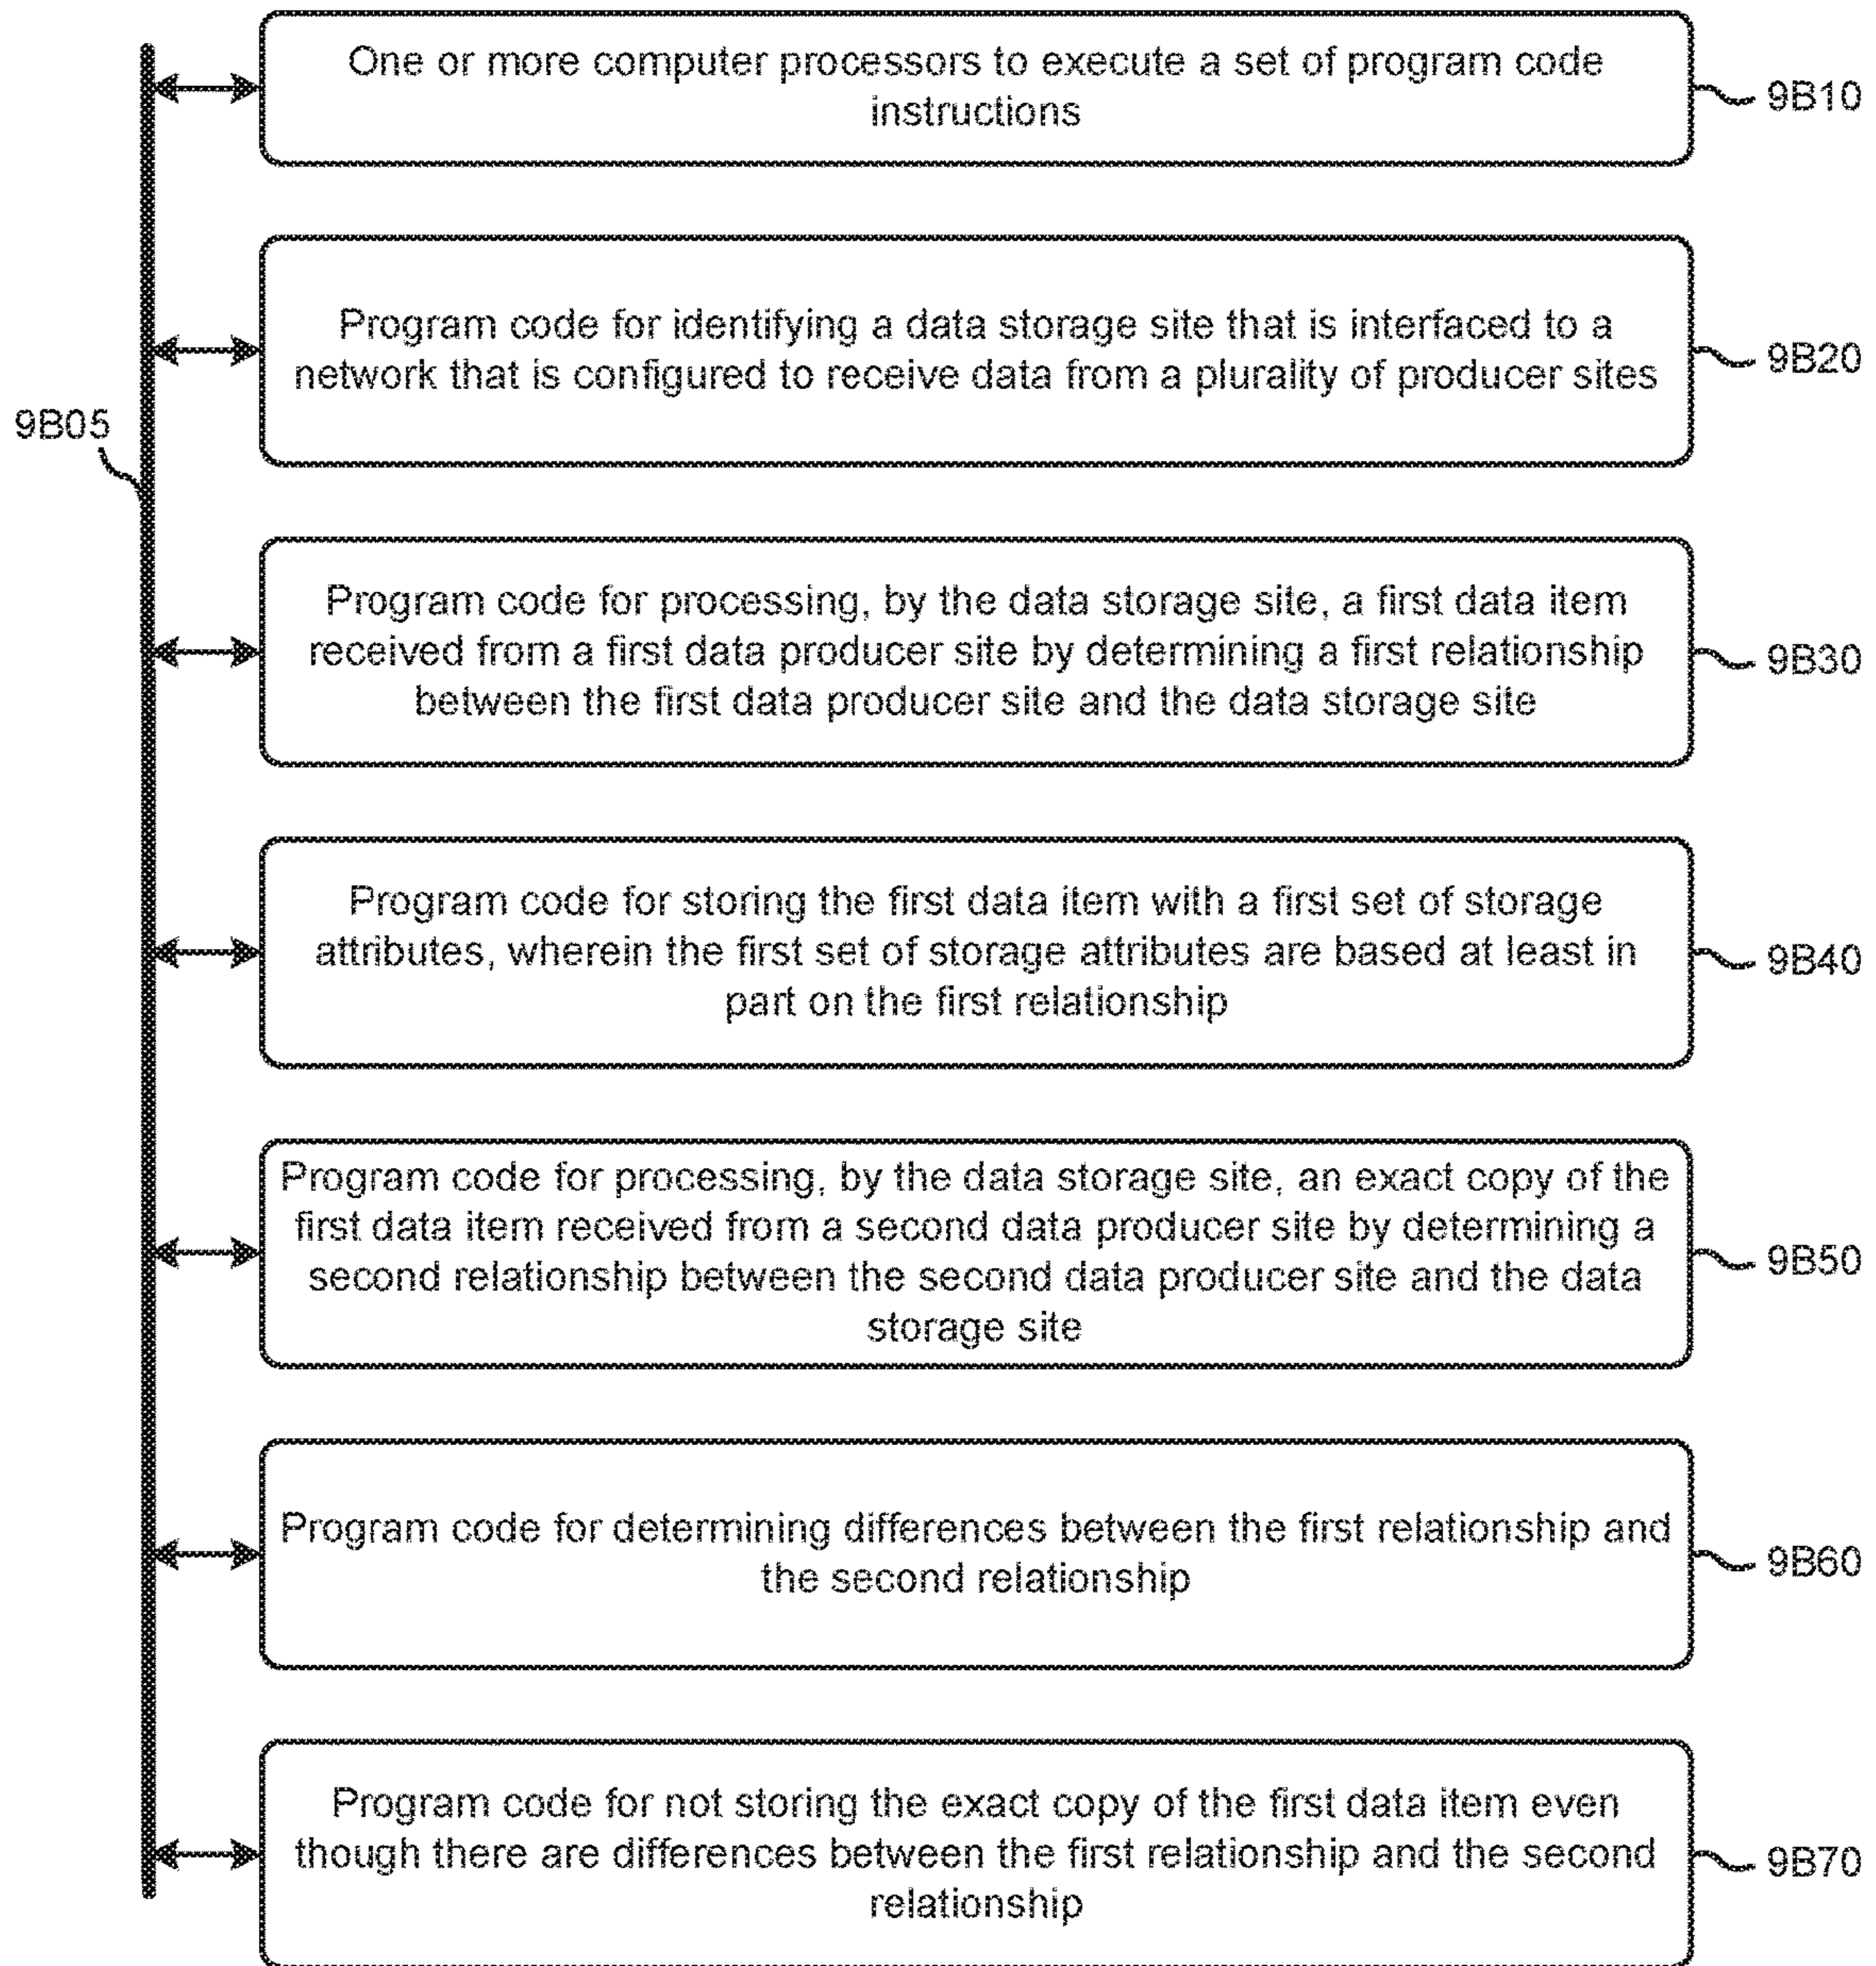 One or more computer processors to execute a set of program code
instructions
9B10
Program code for identifying a data storage site that is interfaced to a
network that is configured to receive data from a plurality of producer sites
9B20
9B05
Program code for processing, by the data storage site, a first data item
received from a first data producer site by determining a first relationship
between the first data producer site and the data storage site
9B30
Program code for storing the first data item with a first set of storage
attributes, wherein the first set of storage attributes are based at least in
part on the first relationship
9B40
Program code for processing, by the data storage site, an exact copy of the
first data item received from a second data producer site by determining a
second relationship between the second data producer site and the data
storage site
9B50
Program code for determining differences between the first relationship and
the second relationship
9B60
Program code for not storing the exact copy of the first data item even
though there are differences between the first relationship and the second
relationship
9B70